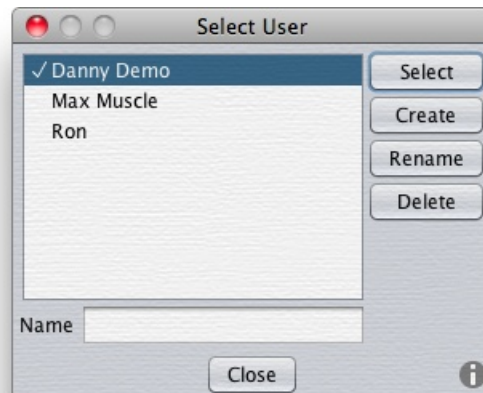 Select User
✓ Danny Demo
Max Muscle
Ron
Select
Create
Rename
Delete
Name
Close